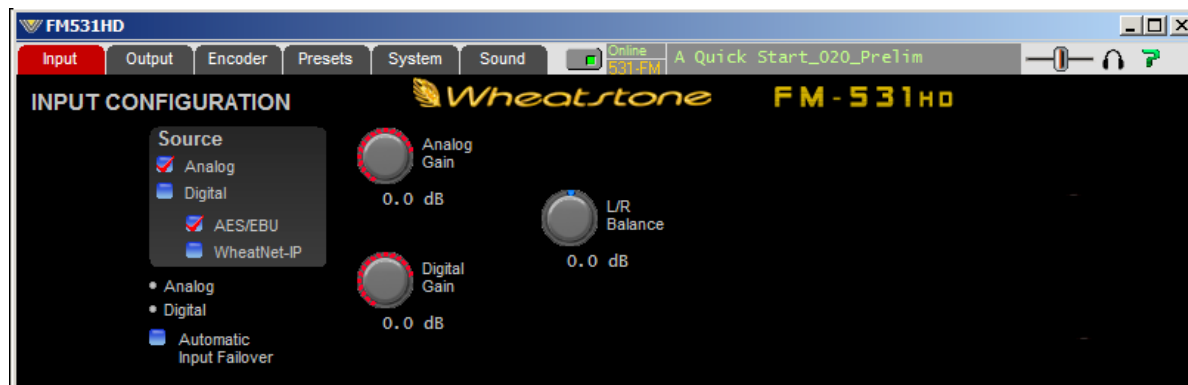 FM531HD
Input Output Encoder Presets System Sound Online 531-FM A Quick Start_020_Prelim
INPUT CONFIGURATION
Wheatstone FM-531HD
Source
Analog
Digital
AES/EBU
WheatNet-IP
Analog
Digital
Automatic
Input Failover
Analog
Gain
0.0 dB
Digital
Gain
0.0 dB
L/R
Balance
0.0 dB